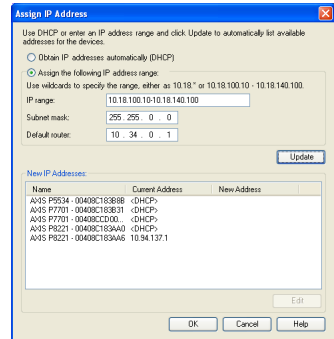 Assign IP Address
Use DHCP or enter an IP address range and click Update to automatically list available
addresses for the devices.
Obtain IP addresses automatically (DHCP)
Assign the following IP address range:
Use wildcards to specify the range, either as 10.18.* or 10.18.100.10 - 10.18.140.100.
IP range: 10.18.100.10-10.18.140.100
Subnet mask: 255 . 255 . 0 . 0
Default router: 10 . 34 . 0 . 1
Update
New IP Addresses:
Name Current Address New Address
AXIS P5534 - 00408C183B8B <DHCP>
AXIS P7701 - 00408C183B31 <DHCP>
AXIS P7701 - 00408CCD00... <DHCP>
AXIS P8221 - 00408C183AA0 <DHCP>
AXIS P8221 - 00408C183AA6 10.94.137.1
Edit
OK Cancel Help